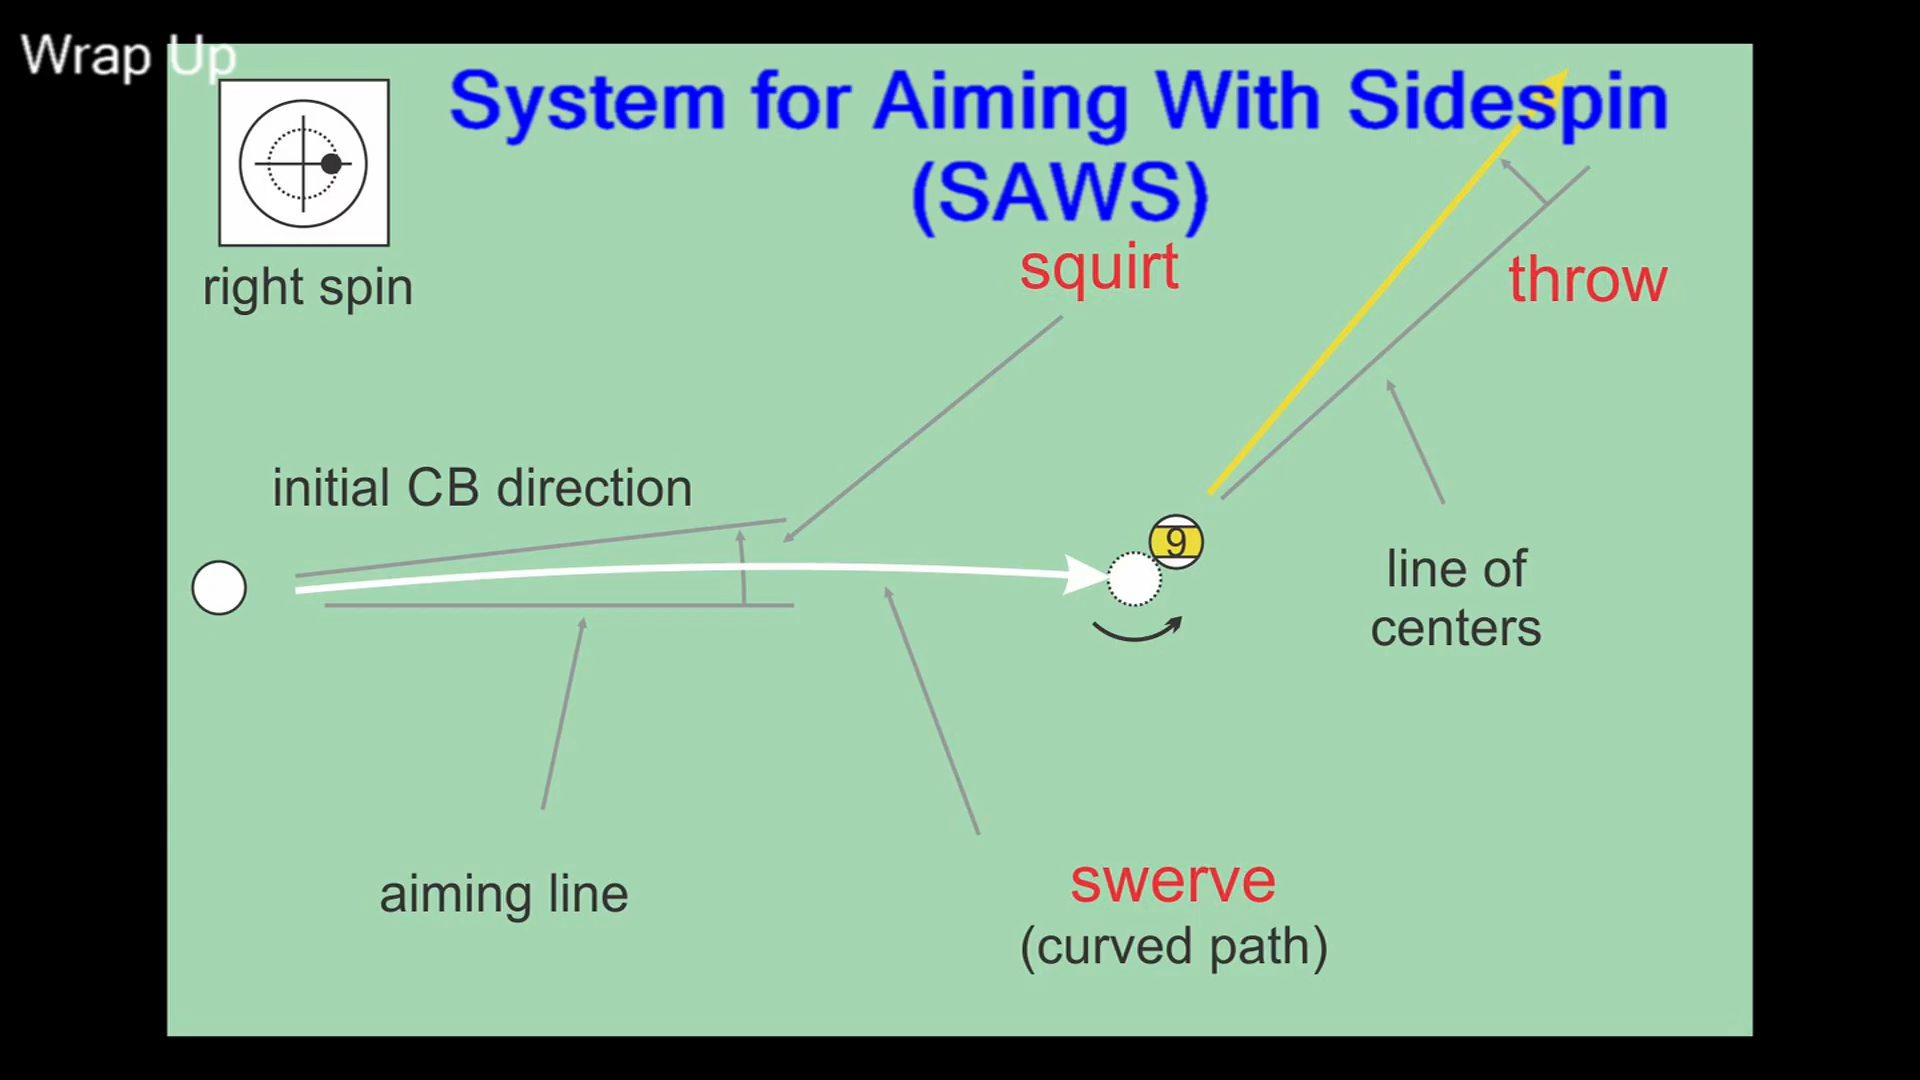 Wrap Up
System for Aiming With Sidespin
(SAWS)
right spin
squirt
throw
initial CB direction
9
line of
centers
aiming line
swerve
(curved path)